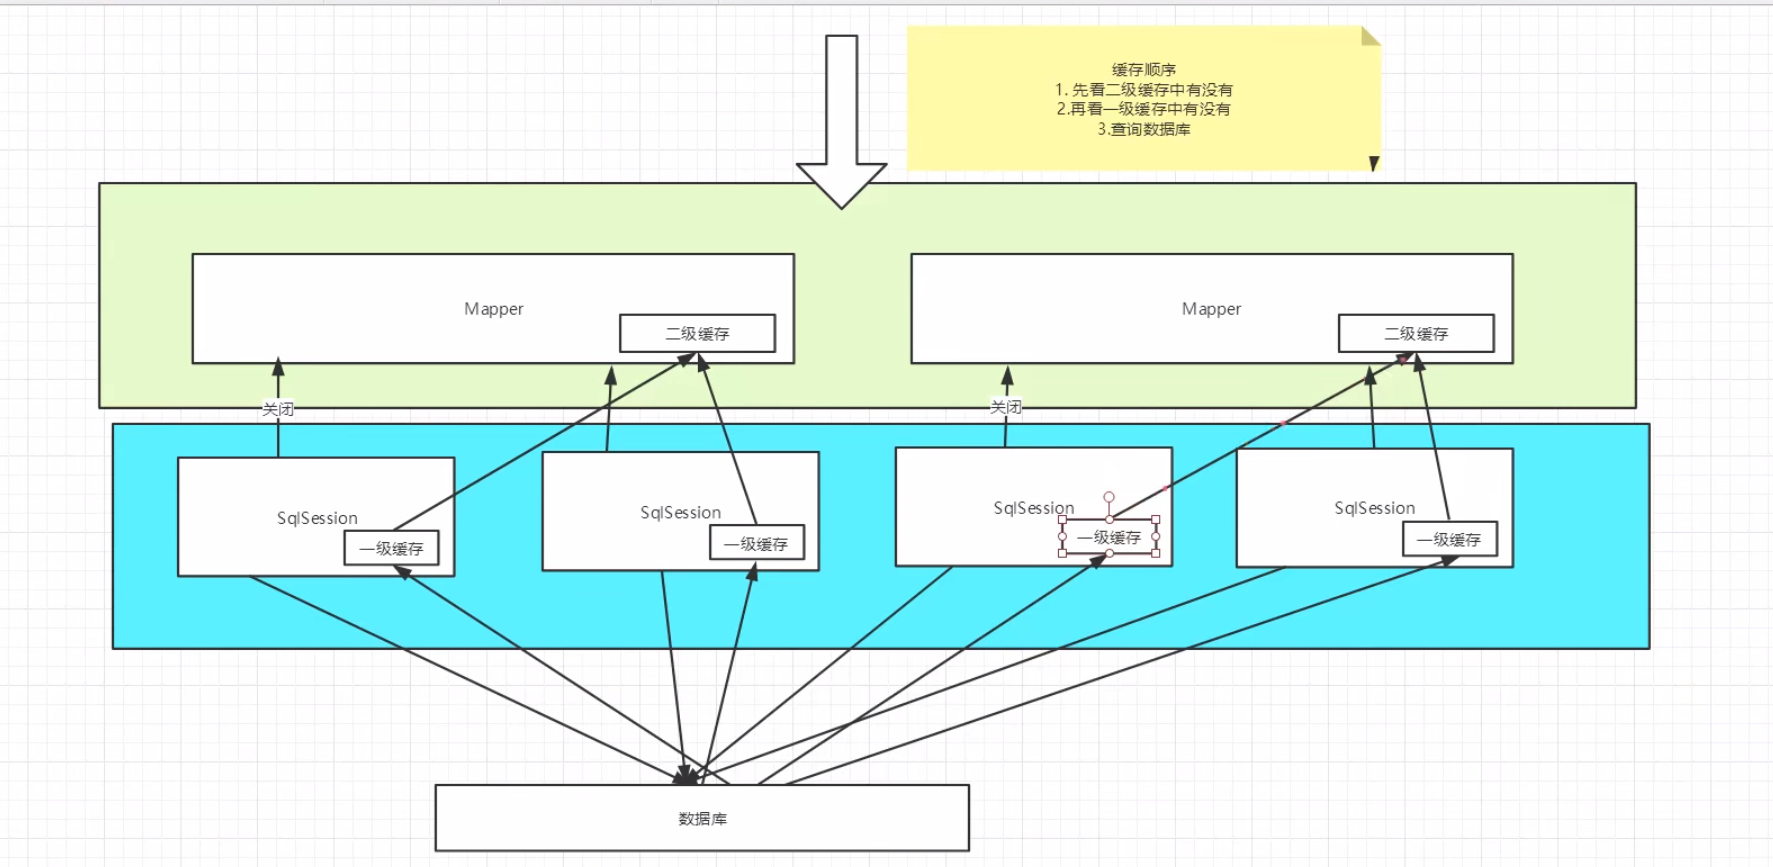 缓存顺序
1. 先看二级缓存中有没有
2.再看一级缓存中有没有
3.查询数据库
Mapper
二级缓存
Mapper
二级缓存
关闭
关闭
SqlSession
一级缓存
SqlSession
一级缓存
SqlSession
一级缓存
SqlSession
一级缓存
数据库